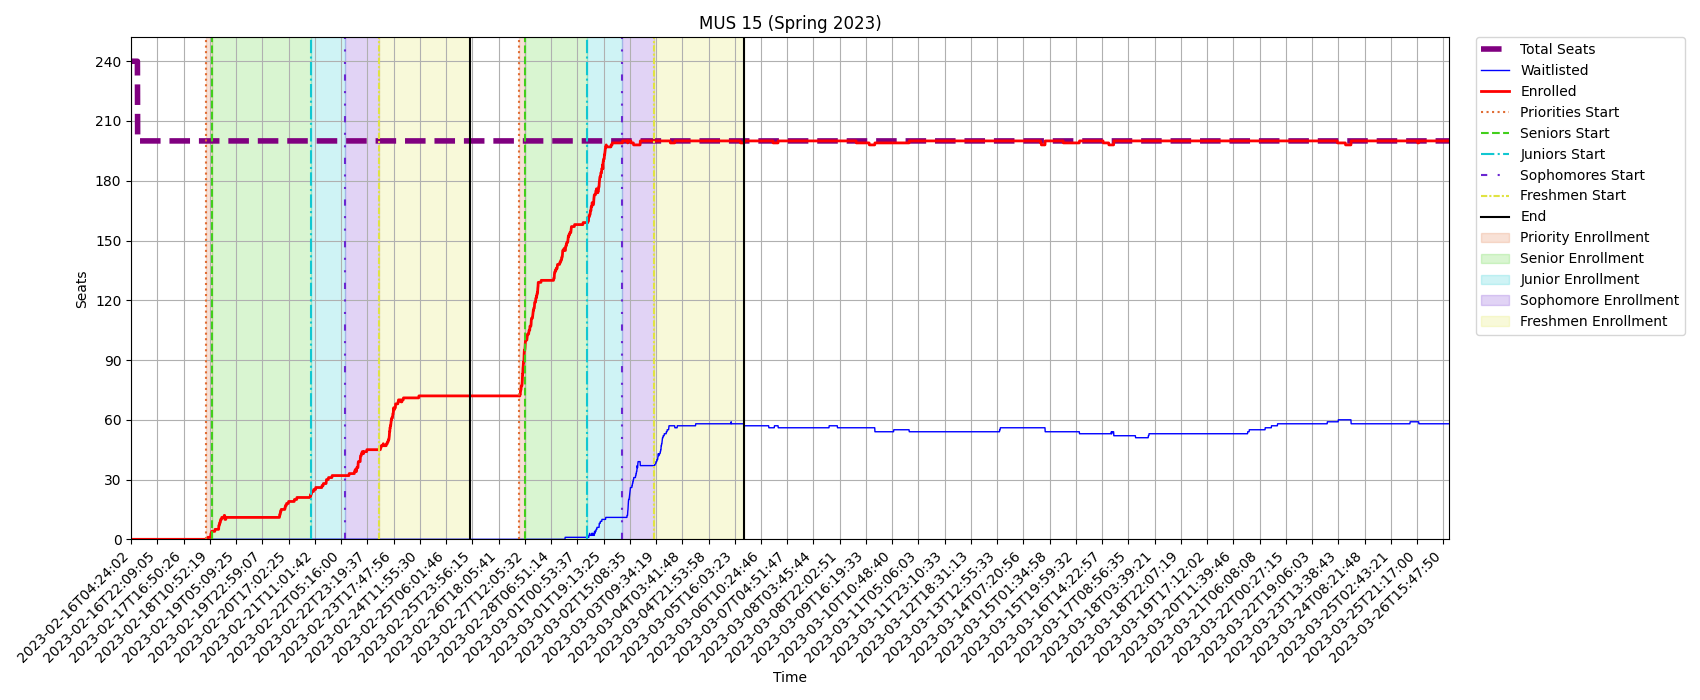 MUS 15 (Spring 2023)
Seats
240
210
180
150
120
90
60
30
0
2023-02-16T04:24:02
2023-02-16T22:09:05
2023-02-17T16:50:26
2023-02-18T10:52:19
2023-02-19T05:09:25
2023-02-19T22:59:07
2023-02-20T17:02:25
2023-02-21T11:01:42
2023-02-22T05:16:00
2023-02-22T23:19:37
2023-02-23T17:47:56
2023-02-24T11:55:30
2023-02-25T06:01:46
2023-02-25T23:56:15
2023-02-26T18:05:41
2023-02-27T12:05:32
2023-02-28T06:51:14
2023-03-01T00:53:37
2023-03-01T19:13:25
2023-03-02T15:08:35
2023-03-03T09:34:19
2023-03-04T03:41:48
2023-03-04T21:53:58
2023-03-05T16:03:23
2023-03-06T10:24:46
2023-03-07T04:51:47
2023-03-08T03:45:44
2023-03-08T22:02:51
2023-03-09T16:19:33
2023-03-10T10:48:40
2023-03-11T05:06:03
2023-03-11T23:10:33
2023-03-12T18:31:13
2023-03-13T12:55:33
2023-03-14T07:20:56
2023-03-15T01:34:58
2023-03-15T19:59:32
2023-03-16T14:22:57
2023-03-17T08:56:35
2023-03-18T03:39:21
2023-03-18T22:07:19
2023-03-19T17:12:02
2023-03-20T11:39:46
2023-03-21T06:08:08
2023-03-22T00:27:15
2023-03-22T19:06:03
2023-03-23T13:38:43
2023-03-24T08:21:48
2023-03-25T02:43:21
2023-03-25T21:17:00
2023-03-26T15:47:50
Time
Total Seats
Waitlisted
Enrolled
Priorities Start
Seniors Start
Juniors Start
Sophomores Start
Freshmen Start
End
Priority Enrollment
Senior Enrollment
Junior Enrollment
Sophomore Enrollment
Freshmen Enrollment